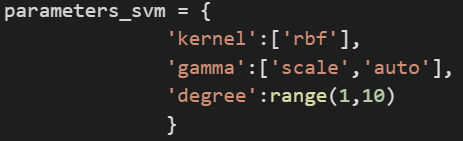 parameters_svm = {
'kernel':['rbf'],
'gamma':['scale','auto'],
'degree':range(1,10)
}